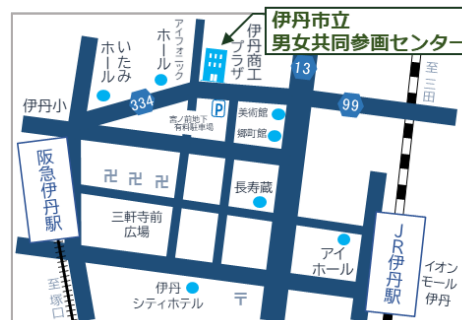 伊丹市立
男女共同参画センター
いたみ
ホール
アイフォニック
ホール
伊丹商工
プラザ
13
至三田
334
P
99
伊丹小
宮ノ前地下
有料駐車場
美術館
郷町館
阪急伊丹駅
卍 卍 卍
長寿蔵
三軒寺前
広場
アイ
ホール
JR伊丹駅
イオン
モール
伊丹
至塚口
伊丹
シティホテル
〒